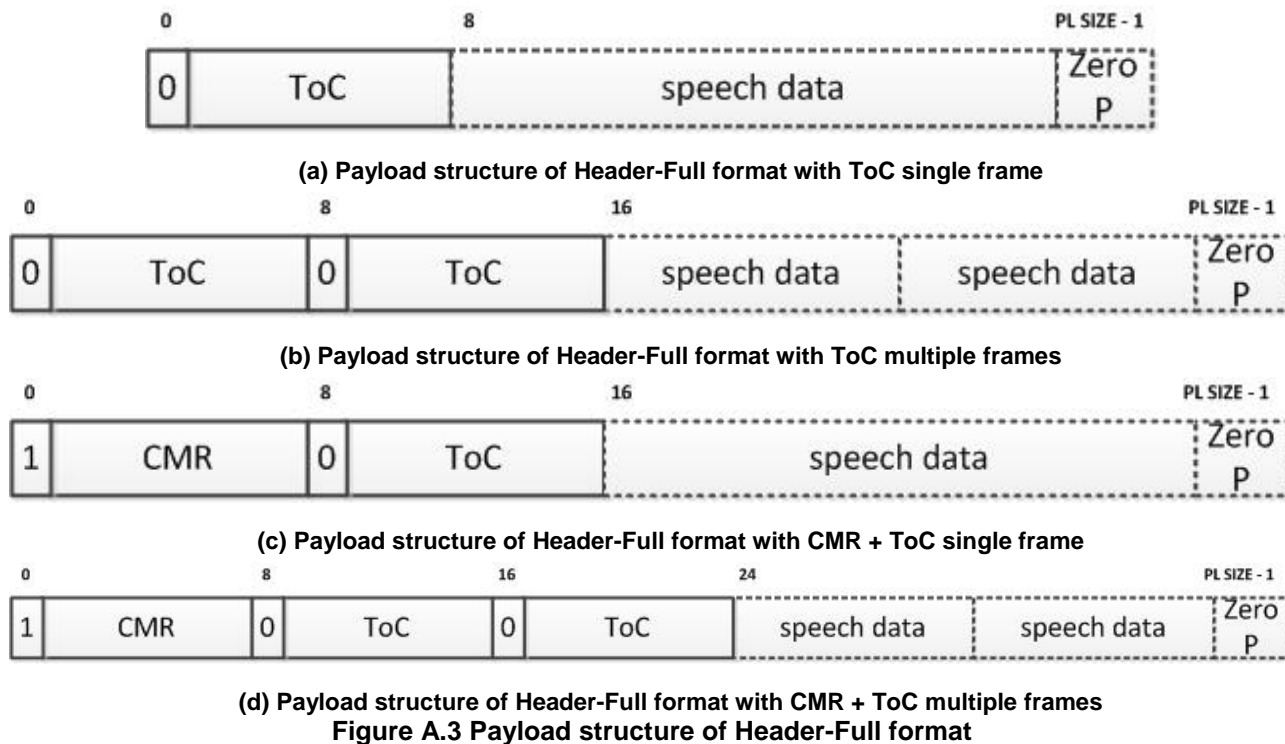 0 8 PL SIZE - 1
0 ToC speech data Zero P
(a) Payload structure of Header-Full format with ToC single frame
0 8 16 PL SIZE - 1
0 ToC 0 ToC speech data speech data Zero P
(b) Payload structure of Header-Full format with ToC multiple frames
0 8 16 PL SIZE - 1
1 CMR 0 ToC speech data Zero P
(c) Payload structure of Header-Full format with CMR + ToC single frame
0 8 16 24 PL SIZE - 1
1 CMR 0 ToC 0 ToC speech data speech data Zero P
(d) Payload structure of Header-Full format with CMR + ToC multiple frames
Figure A.3 Payload structure of Header-Full format